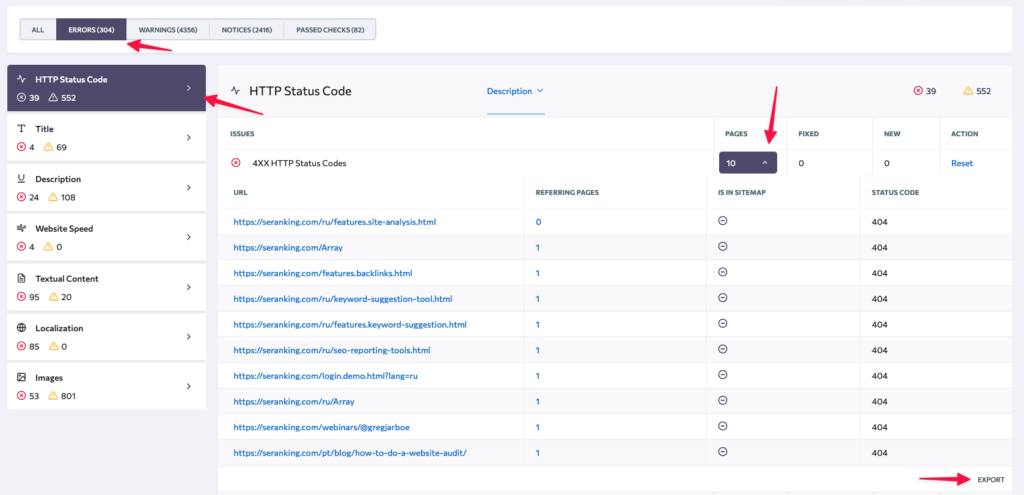 ALL ERRORS (304) WARNINGS (4356) NOTICES (2416) PASSED CHECKS (82)
HTTP Status Code
39 552
Title
4 69
Description
24 108
Website Speed
4 0
Textual Content
95 20
Localization
85 0
Images
53 801
HTTP Status Code Description 39 552
ISSUES PAGES FIXED NEW ACTION
4XX HTTP Status Codes 10 0 0 Reset
URL REFERRING PAGES IS IN SITEMAP STATUS CODE
https://seranking.com/ru/features.site-analysis.html 0 404
https://seranking.com/Array 1 404
https://seranking.com/features.backlinks.html 1 404
https://seranking.com/ru/keyword-suggestion-tool.html 1 404
https://seranking.com/ru/features.keyword-suggestion.html 1 404
https://seranking.com/ru/seo-reporting-tools.html 1 404
https://seranking.com/login.demo.html?lang=ru 1 404
https://seranking.com/ru/Array 1 404
https://seranking.com/webinars/@gregjarboe 1 404
https://seranking.com/pt/blog/how-to-do-a-website-audit/ 1 404
EXPORT